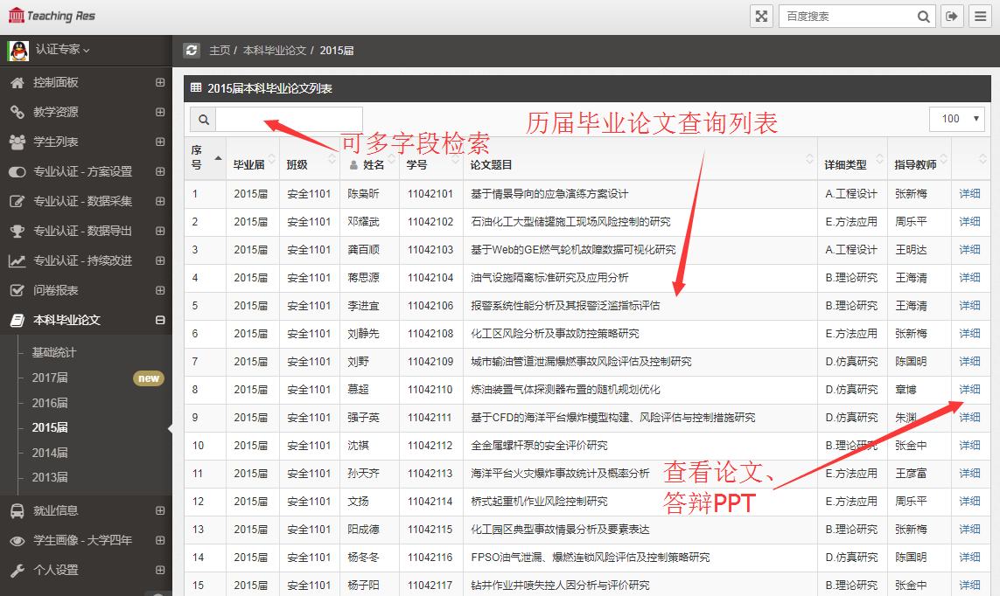 Teaching Res
百度搜索
认证专家
主页 / 本科毕业论文 / 2015届
控制面板
教学资源
学生列表
专业认证 - 方案设置
专业认证 - 数据采集
专业认证 - 数据导出
专业认证 - 持续改进
问卷报表
本科毕业论文
基础统计
2017届 new
2016届
2015届
2014届
2013届
就业信息
学生画像 - 大学四年
个人设置
2015届本科毕业论文列表
100
可多字段检索
历届毕业论文查询列表
序号 毕业届 班级 姓名 学号 论文题目 详细类型 指导教师
1 2015届 安全1101 陈枭昕 11042101 基于情景导向的应急演练方案设计 A.工程设计 张新梅 详细
2 2015届 安全1101 邓耀武 11042102 石油化工大型储罐施工现场风险控制的研究 E.方法应用 周乐平 详细
3 2015届 安全1101 龚百顺 11042103 基于Web的GE燃气轮机故障数据可视化研究 A.工程设计 王明达 详细
4 2015届 安全1101 蒋思源 11042104 油气设施隔离标准研究及应用分析 B.理论研究 王海清 详细
5 2015届 安全1101 李进宜 11042106 报警系统性能分析及其报警泛滥指标评估 B.理论研究 王海清 详细
6 2015届 安全1101 刘静先 11042108 化工区风险分析及事故防控策略研究 E.方法应用 张新梅 详细
7 2015届 安全1101 刘野 11042109 城市输油管道泄漏爆燃事故风险评估及控制研究 D.仿真研究 陈国明 详细
8 2015届 安全1101 慕超 11042110 炼油装置气体探测器布置的随机规划优化 D.仿真研究 章博 详细
9 2015届 安全1101 强子英 11042111 基于CFD的海洋平台爆炸模型构建、风险评估与控制措施研究 D.仿真研究 朱渊 详细
10 2015届 安全1101 沈祺 11042112 全金属螺杆泵的安全评价研究 B.理论研究 张金中 详细
11 2015届 安全1101 孙天齐 11042113 海洋平台火灾爆炸事故统计及概率分析 E.方法应用 王彦富 详细
12 2015届 安全1101 文扬 11042114 桥式起重机作业风险控制研究 E.方法应用 周乐平 详细
13 2015届 安全1101 阳成德 11042115 化工园区典型事故情景分析及要素表达 B.理论研究 张新梅 详细
14 2015届 安全1101 杨冬冬 11042116 FPSO油气泄漏、爆燃连锁风险评估及控制策略研究 D.仿真研究 陈国明 详细
15 2015届 安全1101 杨子阳 11042117 钻井作业井喷失控人因分析与评价研究 B.理论研究 张金中 详细
查看论文、
答辩PPT